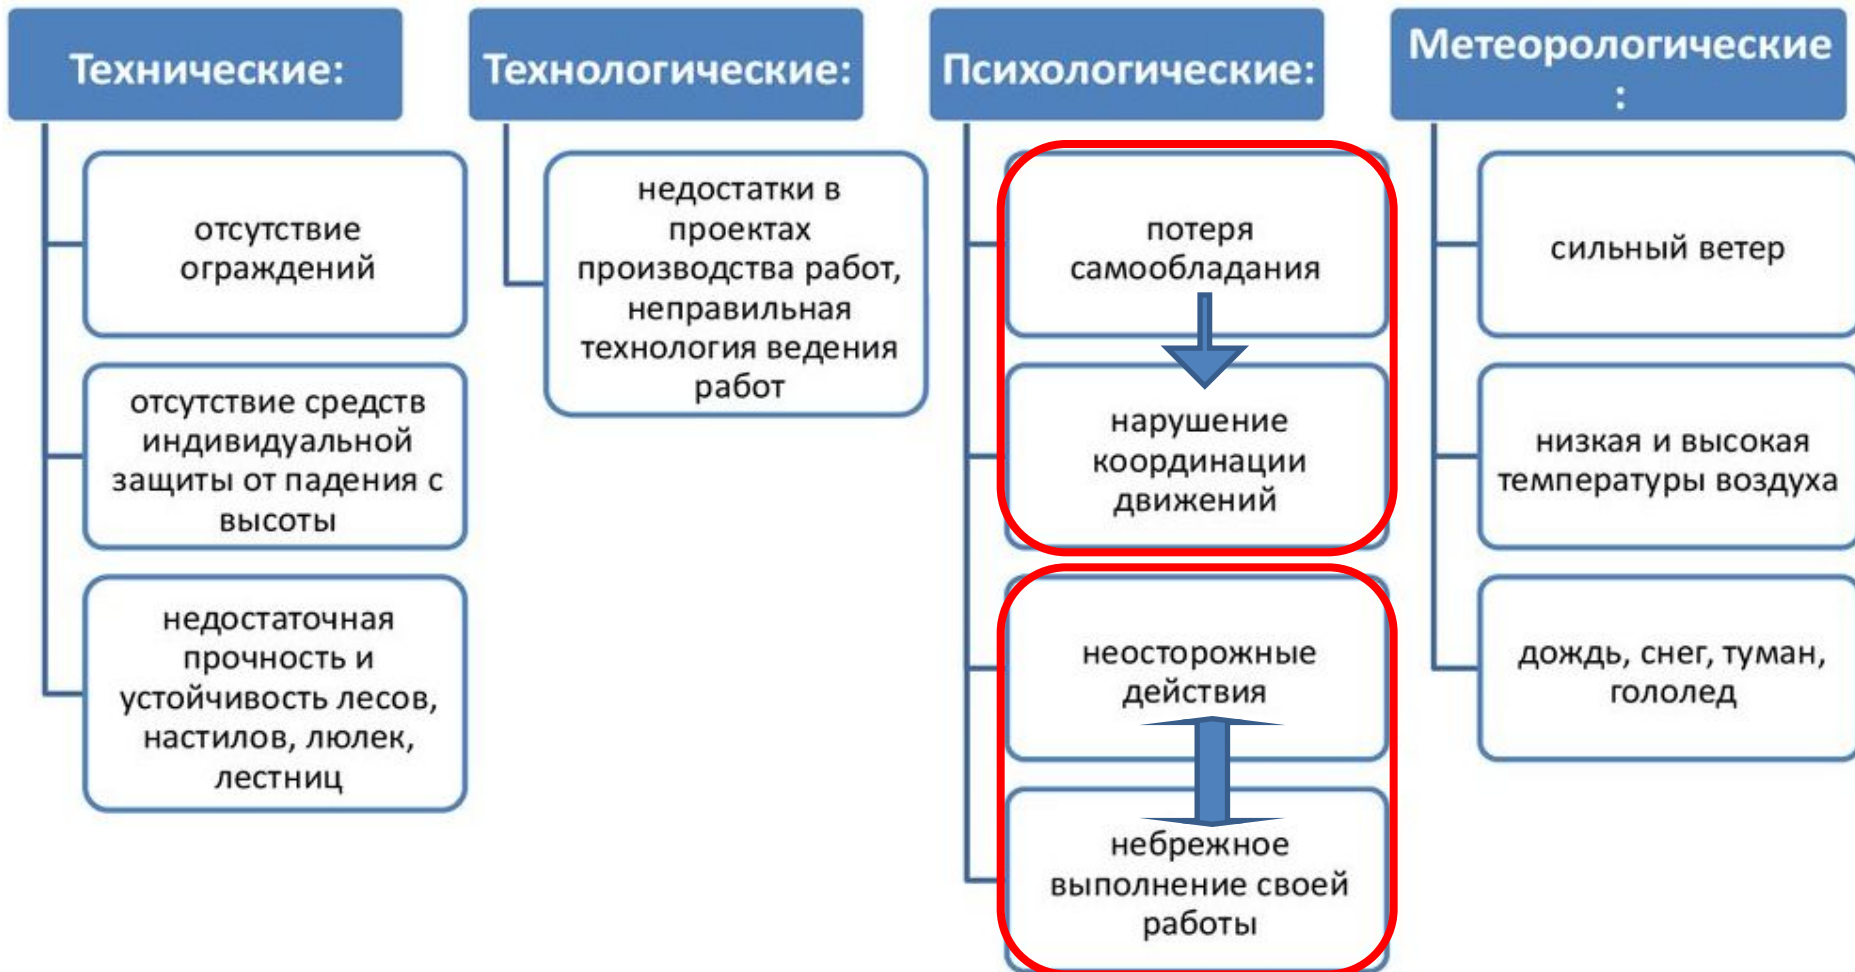 Технические:
отсутствие
ограждений
отсутствие средств
индивидуальной
защиты от падения с
высоты
недостаточная
прочность и
устойчивость лесов,
настилов, люлек,
лестниц
Технологические:
недостатки в
проектах
производства работ,
неправильная
технология ведения
работ
Психологические:
потеря
самообладания
нарушение
координации
движений
неосторожные
действия
небрежное
выполнение своей
работы
Метеорологические
:
сильный ветер
низкая и высокая
температуры воздуха
дождь, снег, туман,
гололед